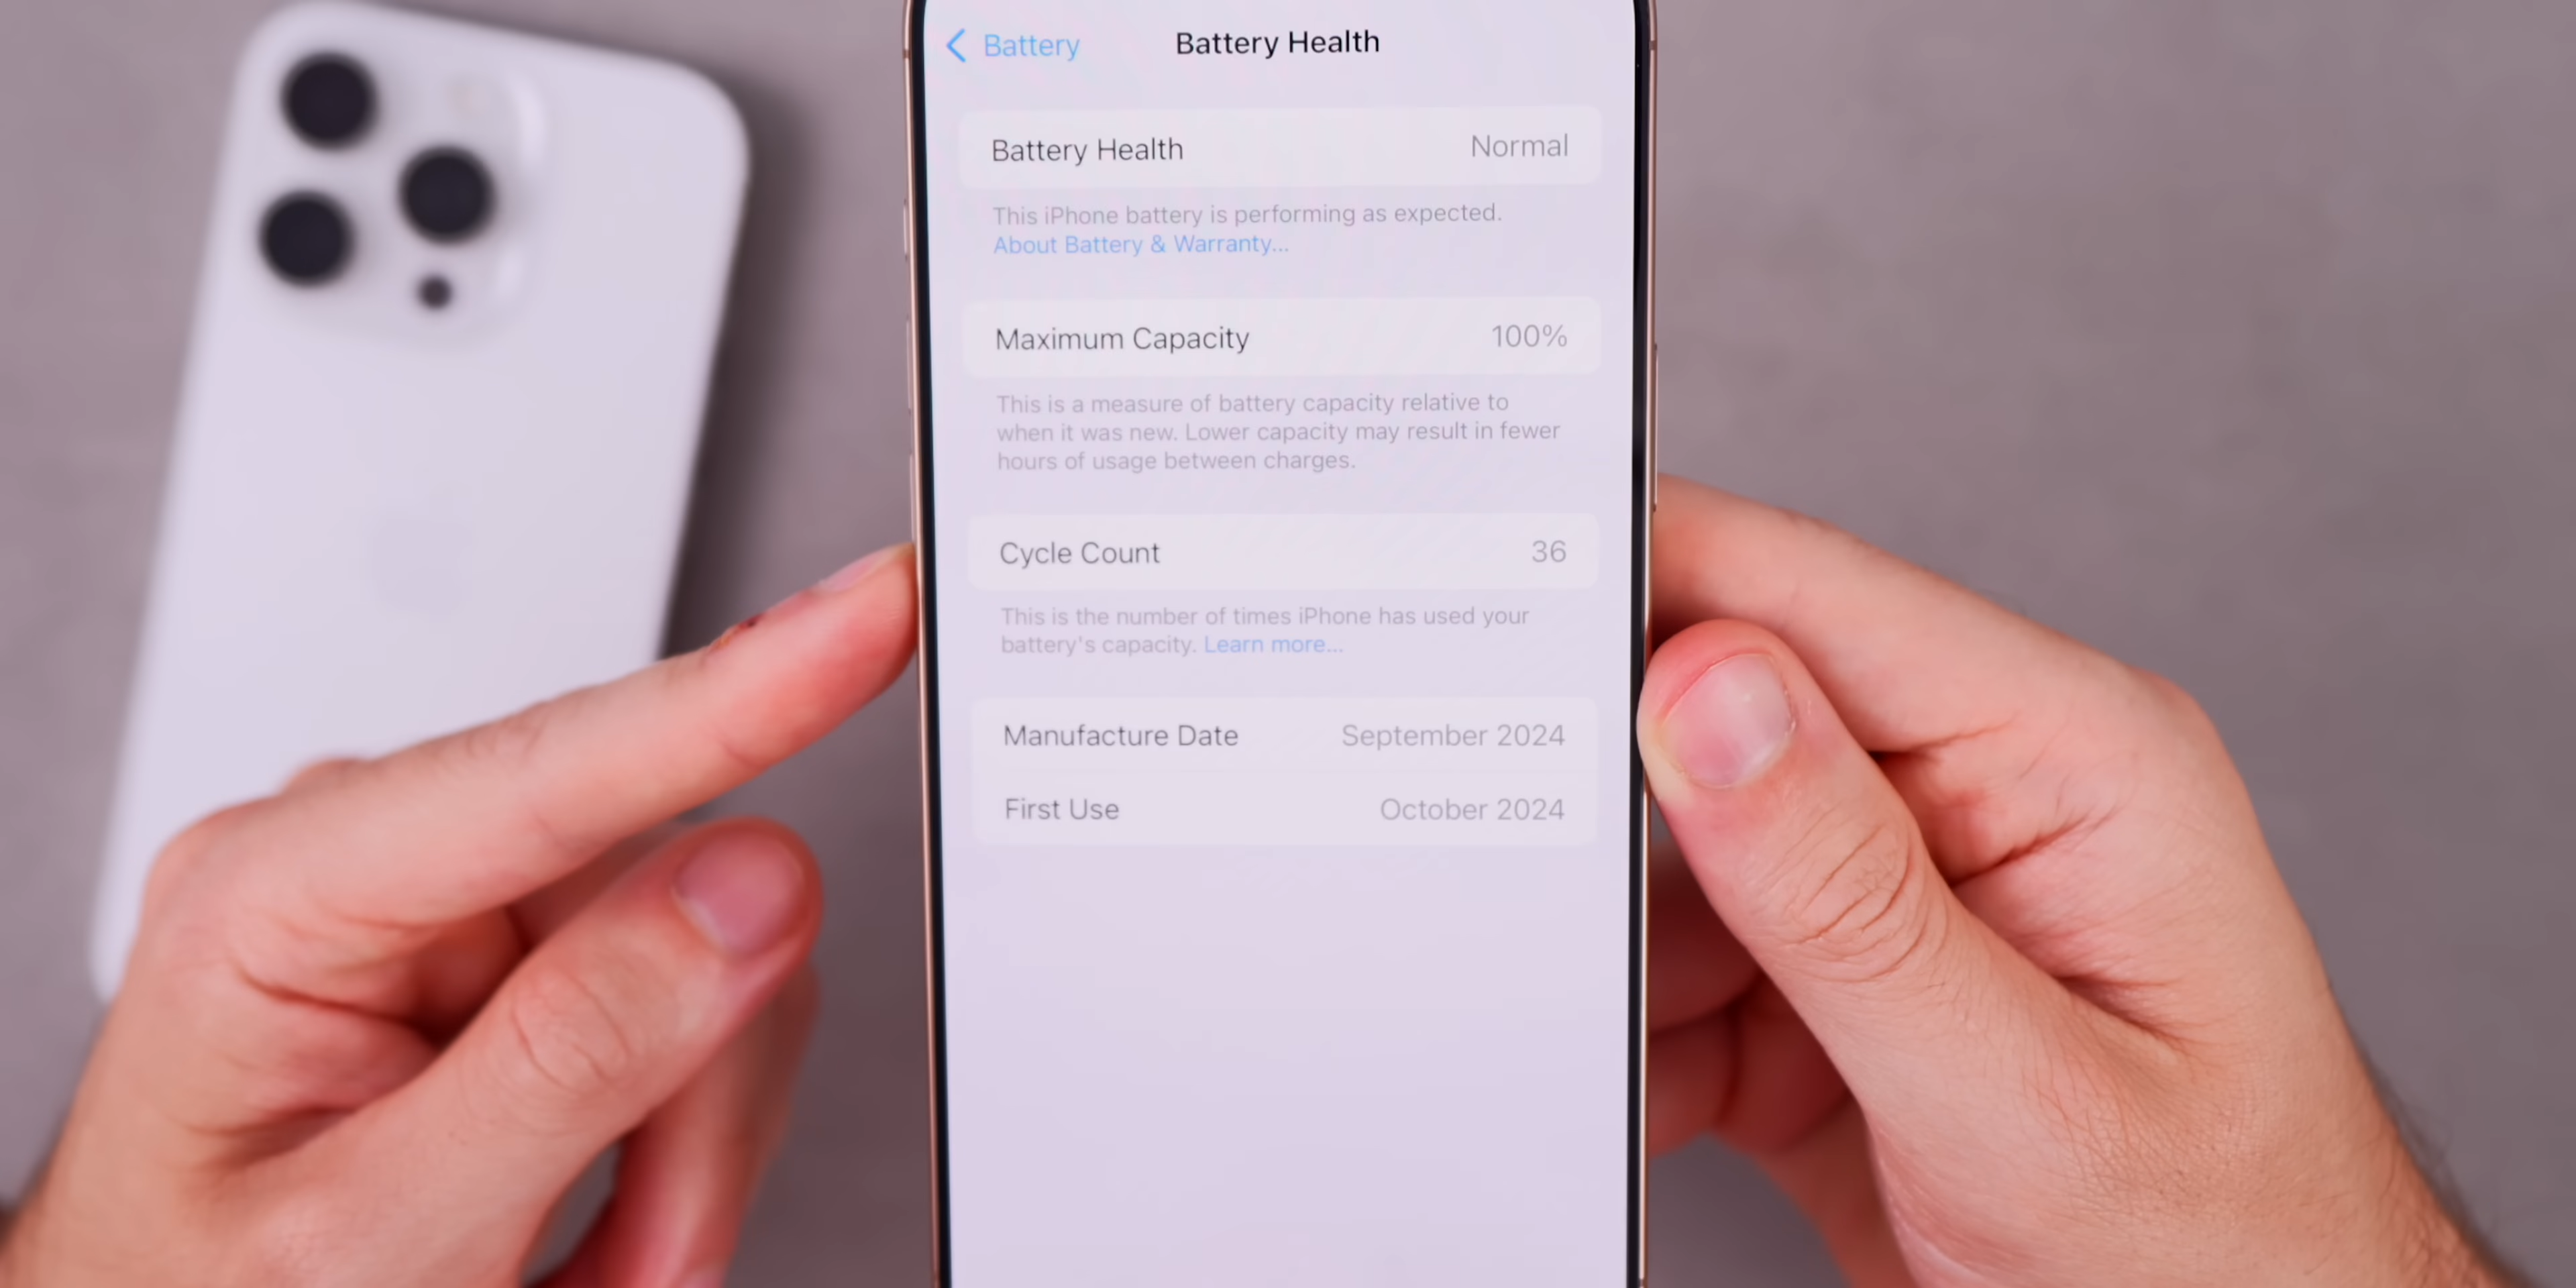 Battery
Battery Health
Battery Health Normal
This iPhone battery is performing as expected.
About Battery & Warranty...
Maximum Capacity 100%
This is a measure of battery capacity relative to
when it was new. Lower capacity may result in fewer
hours of usage between charges.
Cycle Count 36
This is the number of times iPhone has used your
battery's capacity. Learn more...
Manufacture Date September 2024
First Use October 2024